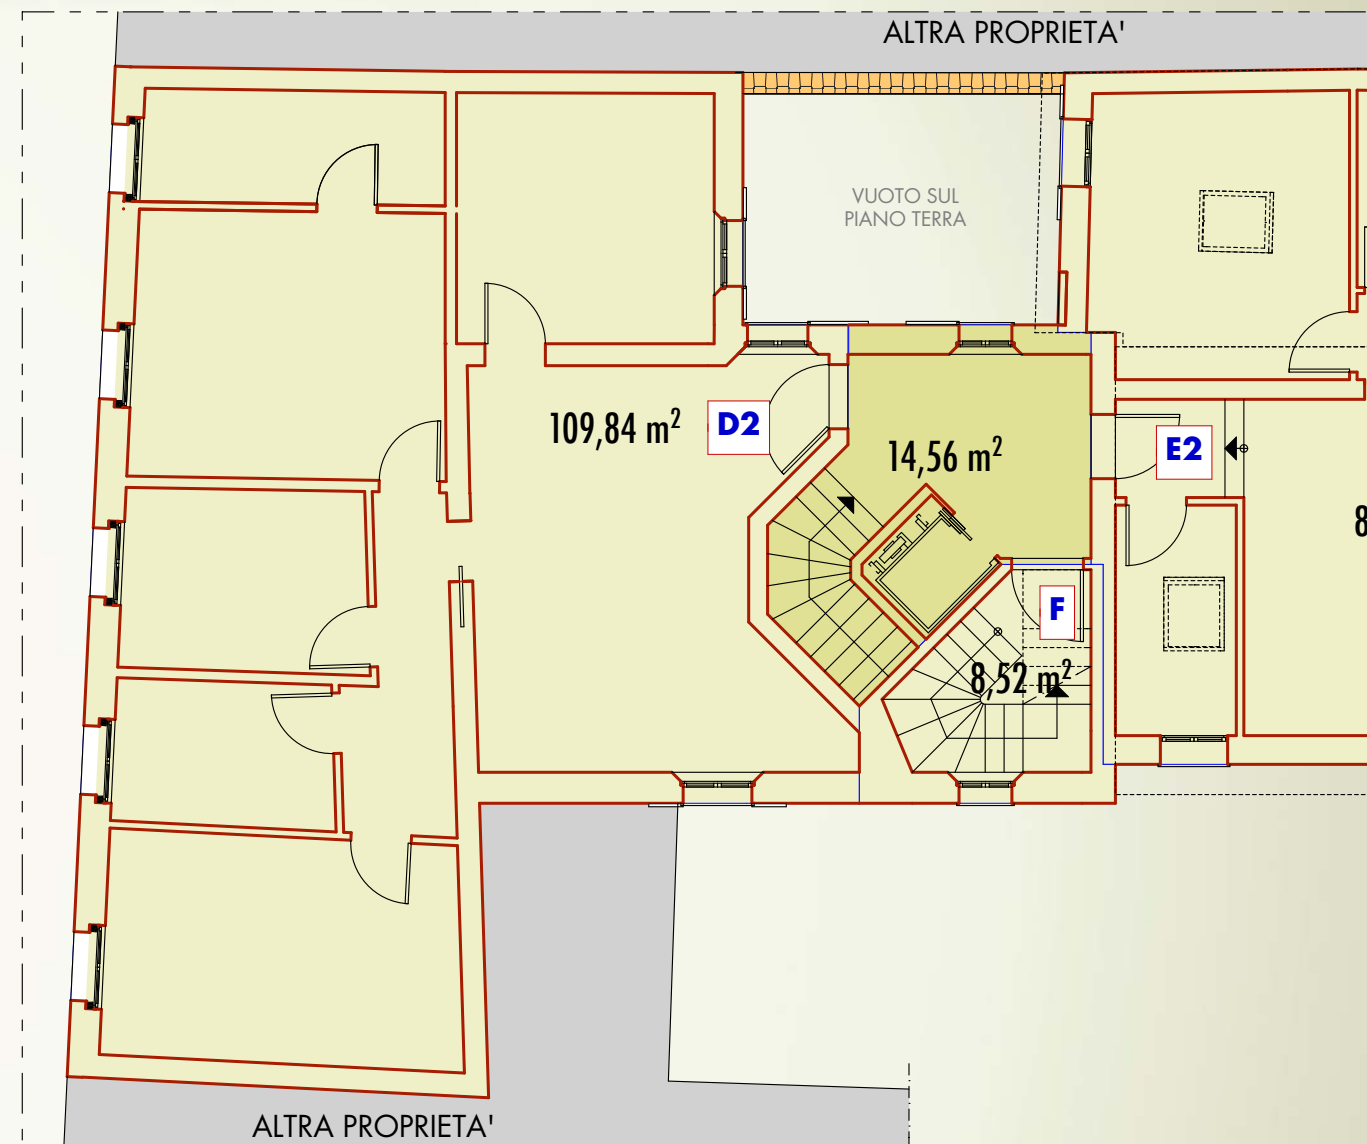 ALTRA PROPRIETA'
VUOTO SUL
PIANO TERRA
109,84 m²
D2
14,56 m²
E2
8
F
8,52 m²
ALTRA PROPRIETA'